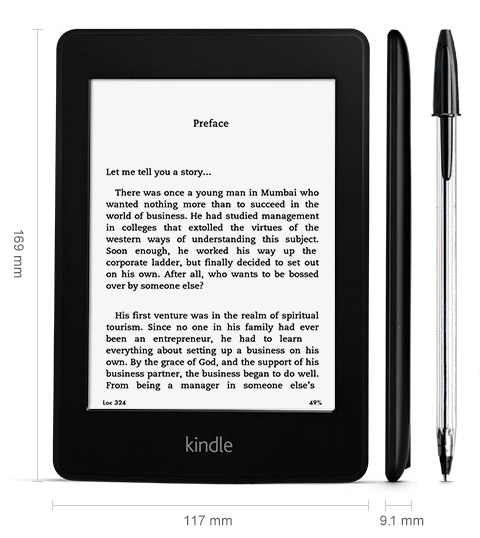 Preface
Let me tell you a story...
There was once a young man in Mumbai who
wanted nothing more than to succeed in the
world of business. He had studied management
in colleges that extolled the virtues of the
western ways of understanding this subject.
Soon enough, he worked his way up the
corporate ladder, but finally decided to set out
on his own. After all, who wants to be bossed
over by someone else?
His first venture was in the realm of spiritual
tourism. Since no one in his family had ever
been an entrepreneur, he had to learn
everything about setting up a business on his
own. By the grace of God, and the support of his
business partner, the business began to do well.
From being a manager in someone else's
Loc 324 49%
kindle
169 mm
117 mm
9.1 mm